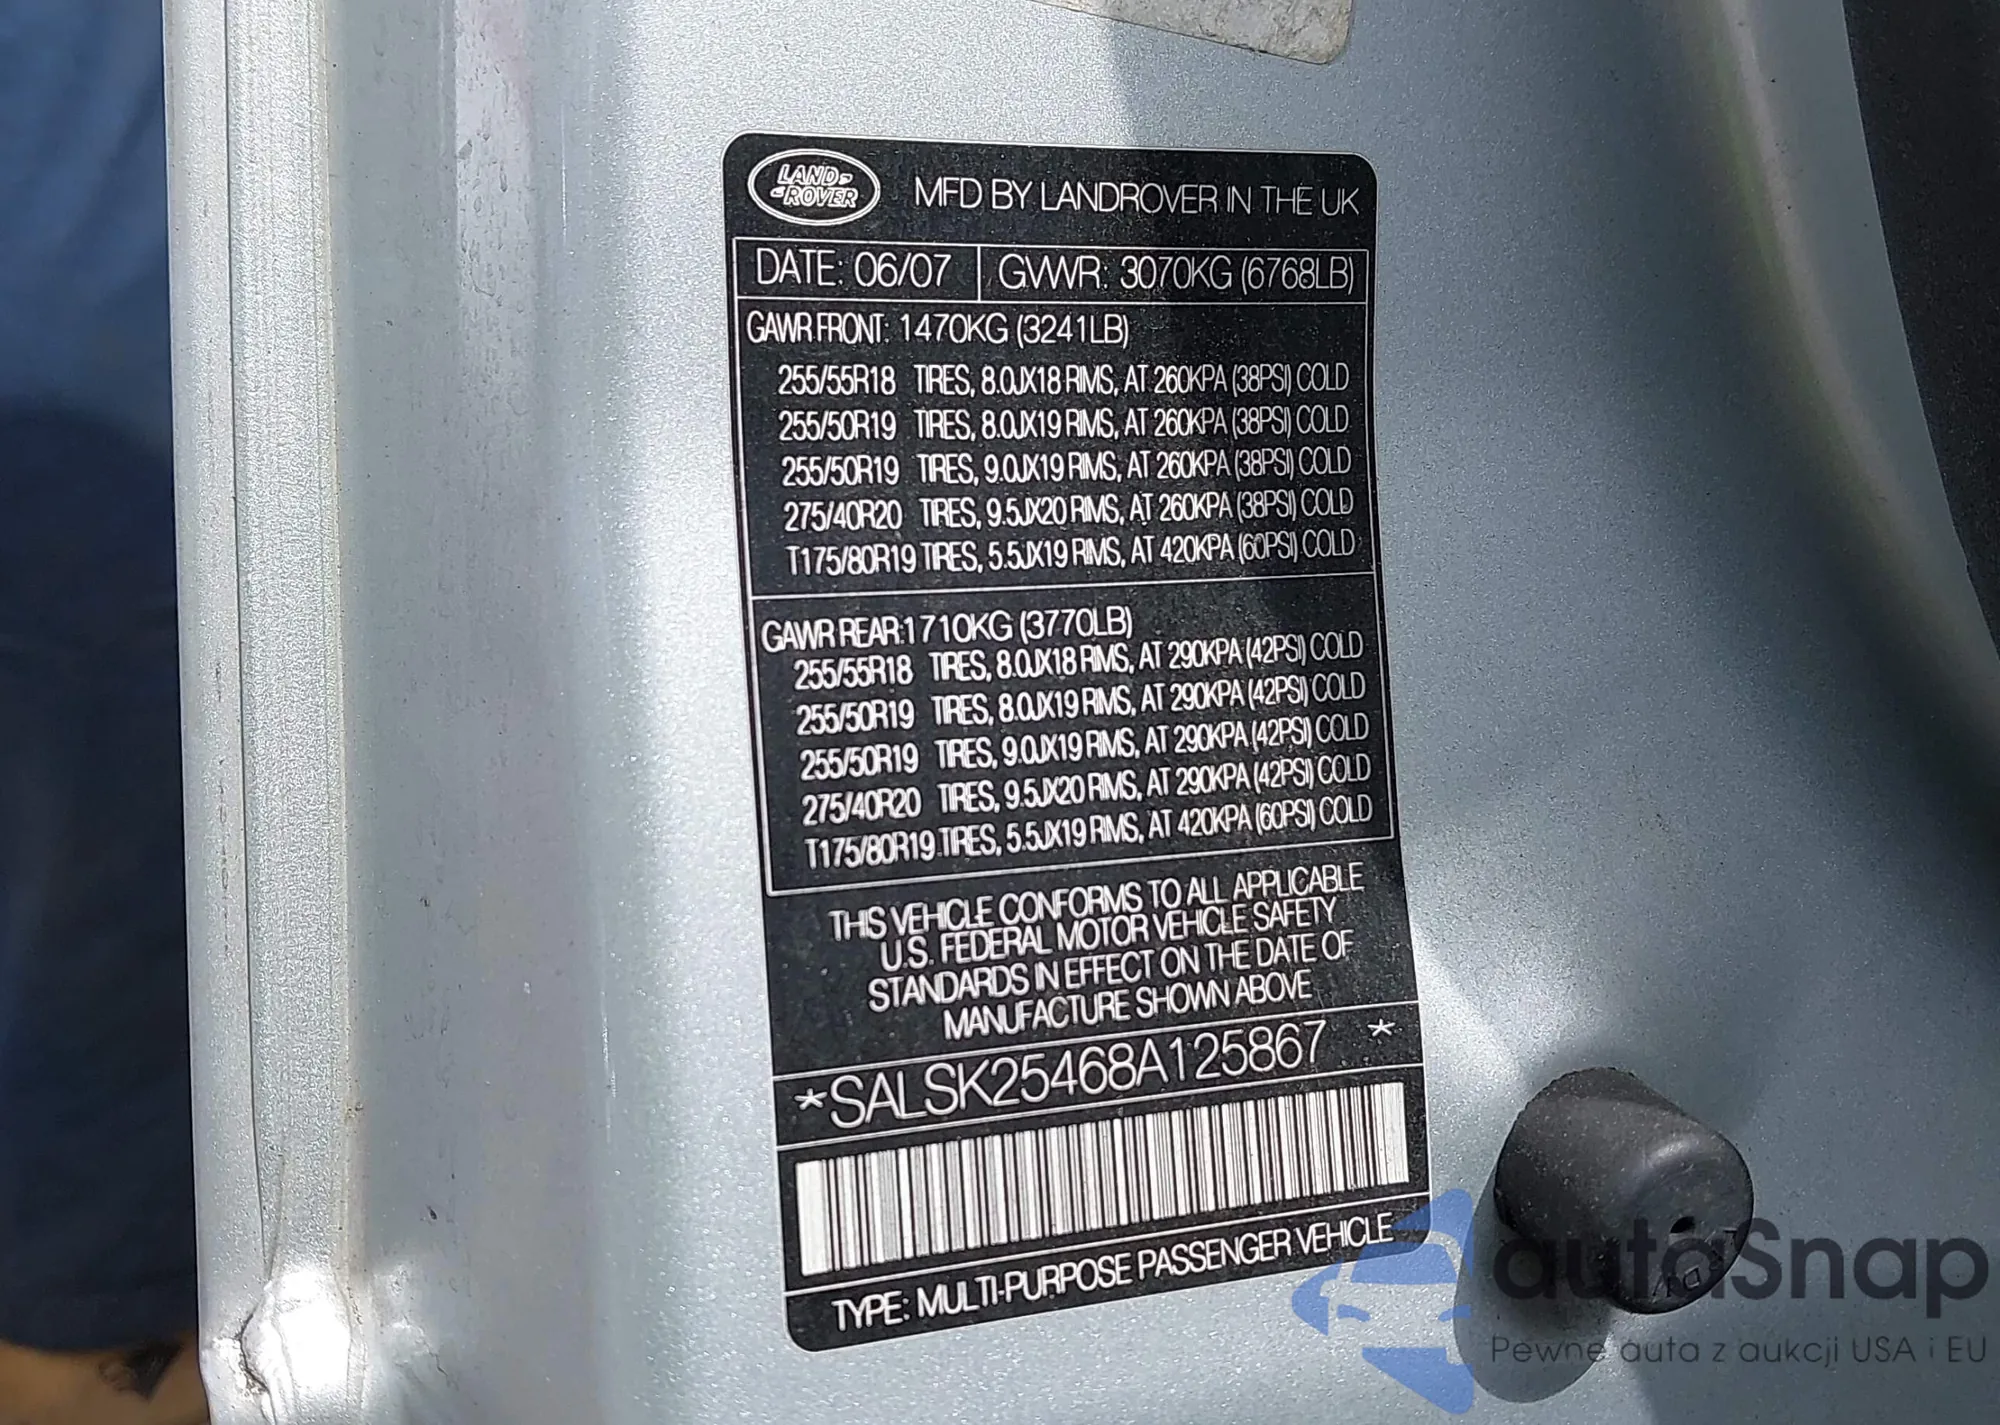 LAND
ROVER
MFD BY LANDROVER IN THE UK
DATE: 06/07 GVWR: 3070KG (6768LB)
GAWR FRONT: 1470KG (3241LB)
255/55R18 TIRES, 8.0JX18 RIMS, AT 260KPA (38PSI) COLD
255/50R19 TIRES, 8.0JX19 RIMS, AT 260KPA (38PSI) COLD
255/50R19 TIRES, 9.0JX19 RIMS, AT 260KPA (38PSI) COLD
275/40R20 TIRES, 9.5JX20 RIMS, AT 260KPA (38PSI) COLD
T175/80R19 TIRES, 5.5JX19 RIMS, AT 420KPA (60PSI) COLD
GAWR REAR:1710KG (3770LB)
255/55R18 TIRES, 8.0JX18 RIMS, AT 290KPA (42PSI) COLD
255/50R19 TIRES, 8.0JX19 RIMS, AT 290KPA (42PSI) COLD
255/50R19 TIRES, 9.0JX19 RIMS, AT 290KPA (42PSI) COLD
275/40R20 TIRES, 9.5JX20 RIMS, AT 290KPA (42PSI) COLD
T175/80R19 TIRES, 5.5JX19 RIMS, AT 420KPA (60PSI) COLD
THIS VEHICLE CONFORMS TO ALL APPLICABLE
U.S. FEDERAL MOTOR VEHICLE SAFETY
STANDARDS IN EFFECT ON THE DATE OF
MANUFACTURE SHOWN ABOVE
*SALSK25468A125867 *
TYPE: MULTI-PURPOSE PASSENGER VEHICLE
autoSnap
Pewne auta z aukcji USA i EU